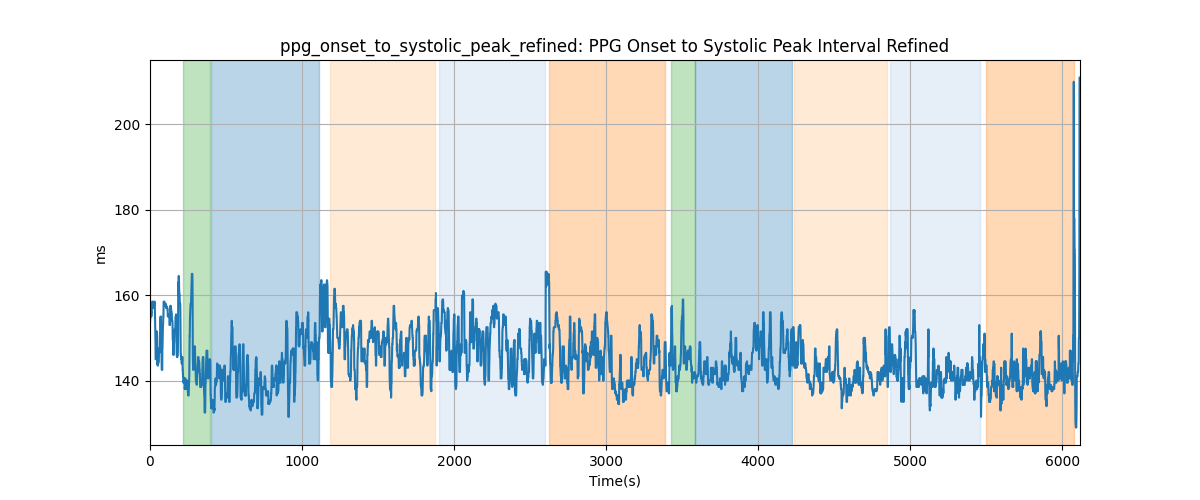 ppg_onset_to_systolic_peak_refined: PPG Onset to Systolic Peak Interval Refined
200
180
160
140
ms
0 1000 2000 3000 4000 5000 6000
Time(s)